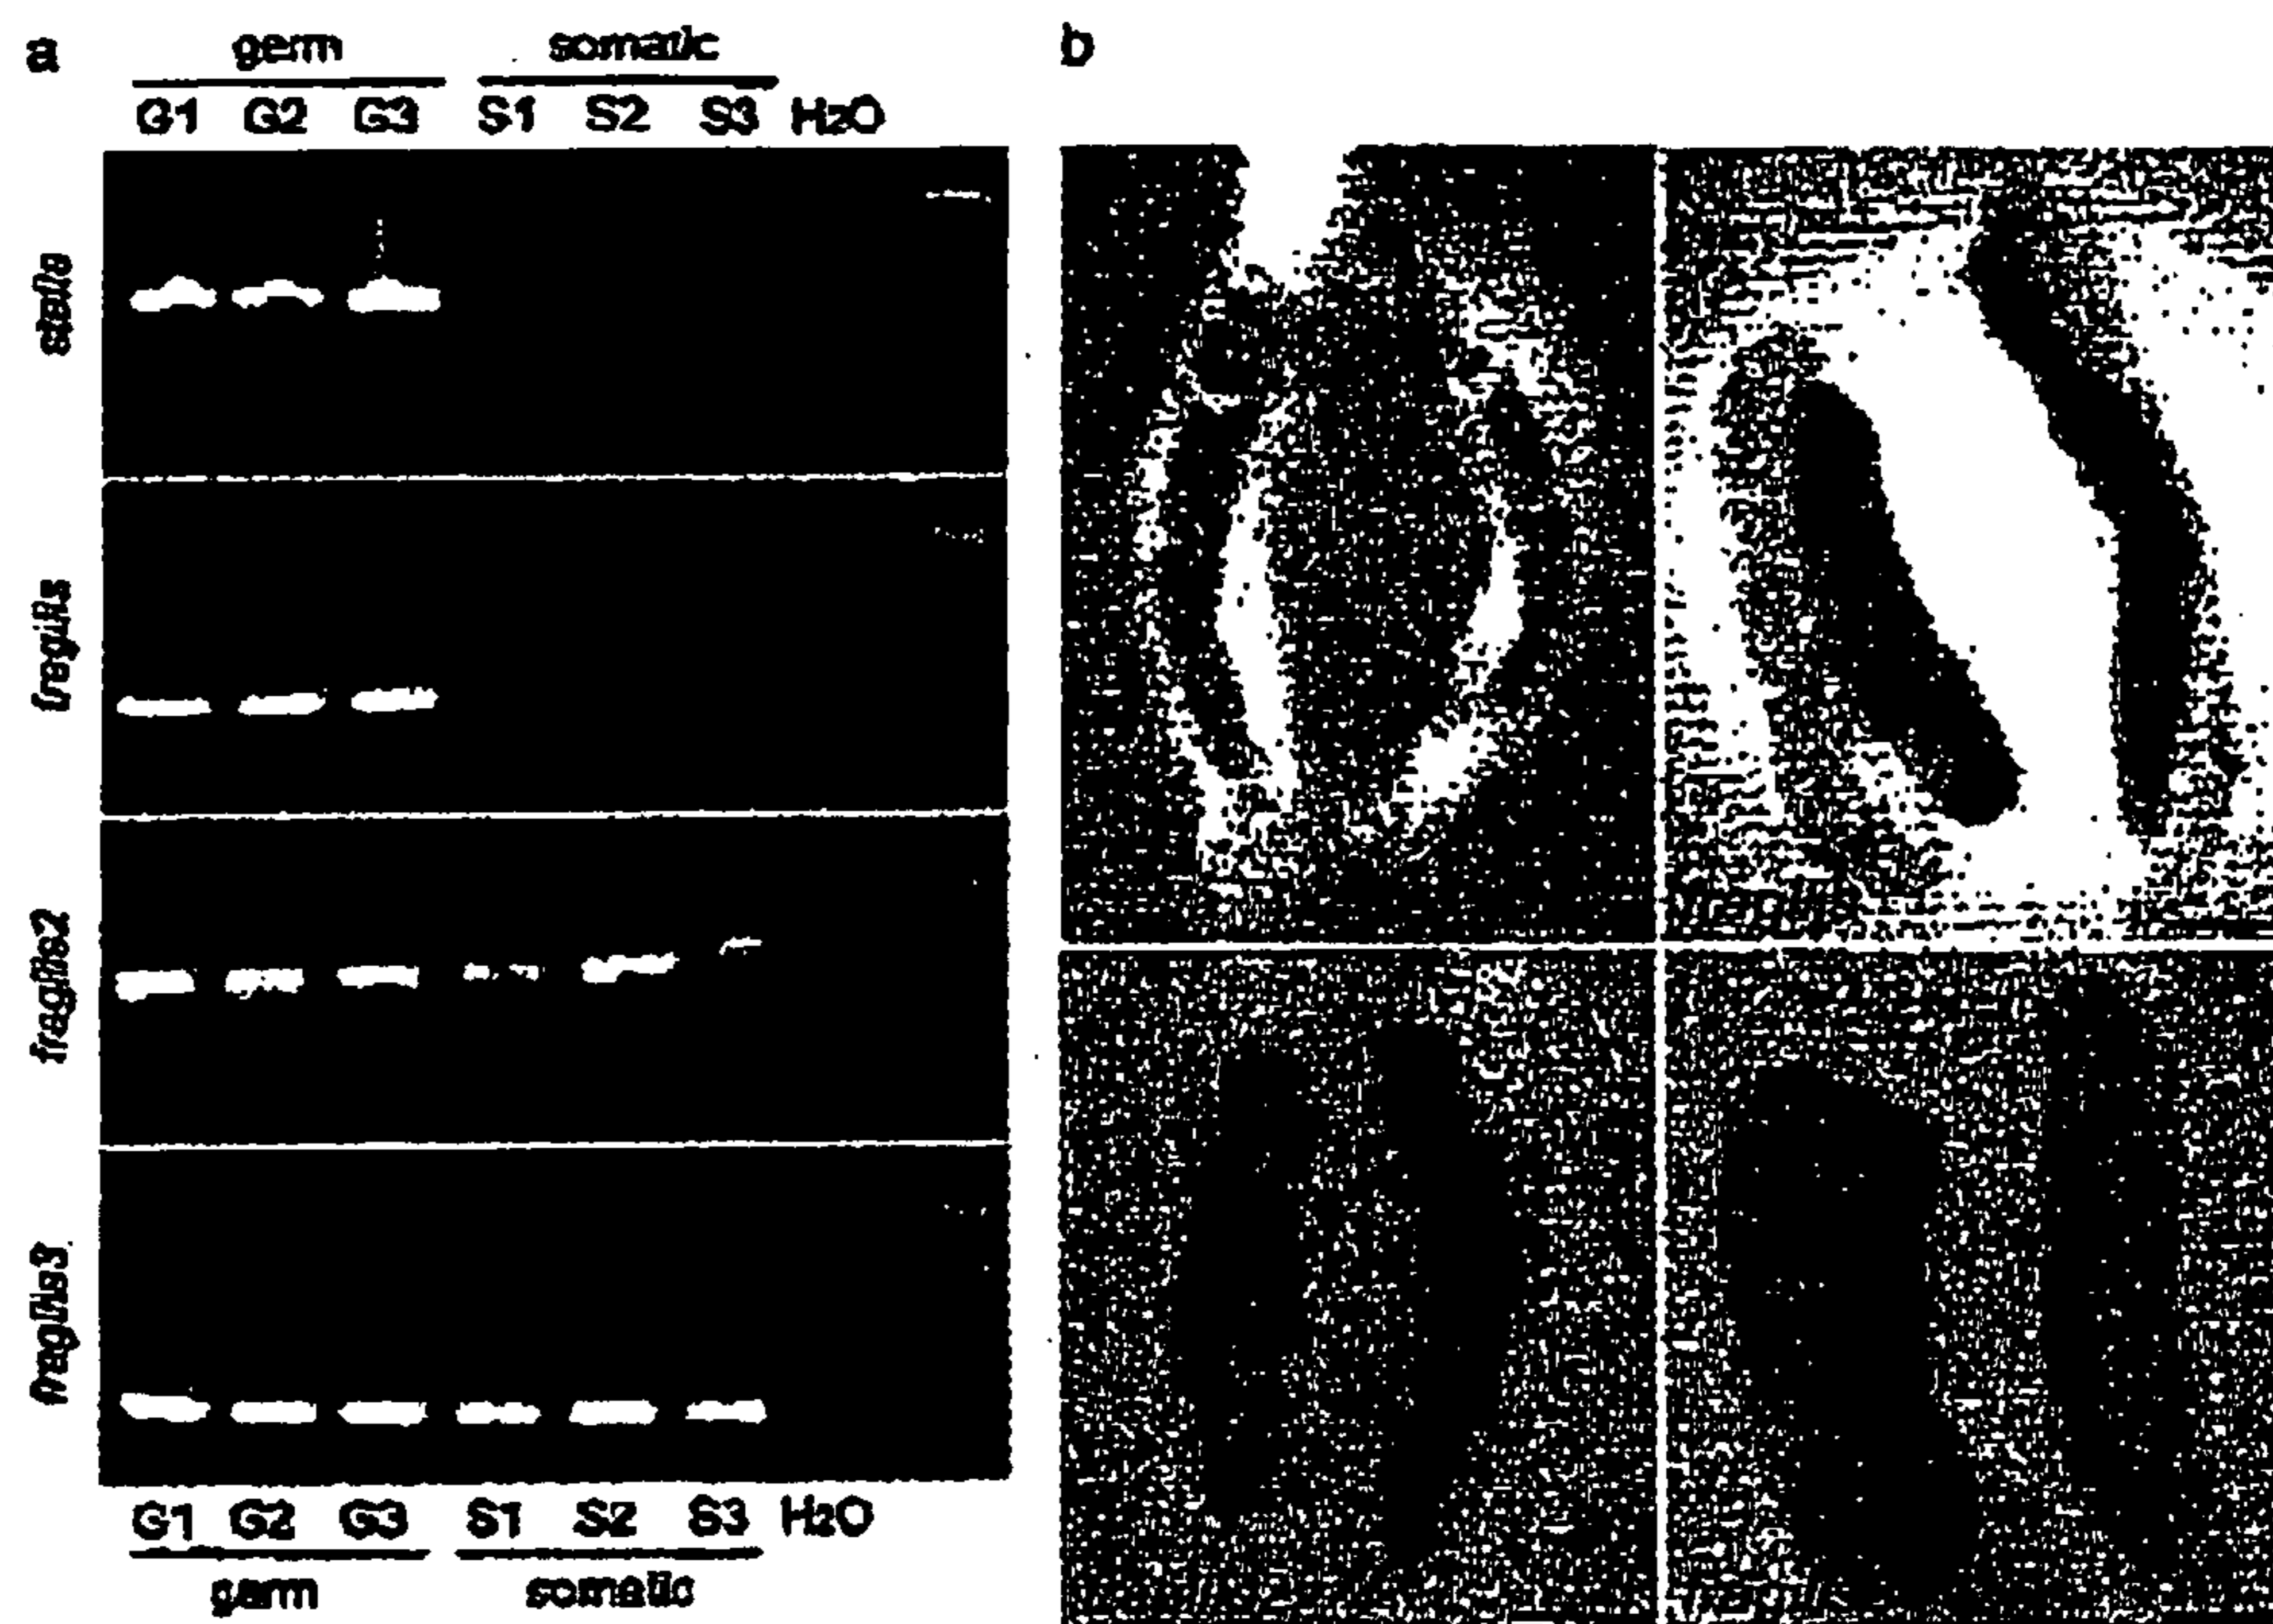 a
germ somatic
G1 G2 G3 S1 S2 S3 H2O
stella
fragilis
fragilis2
fragilis3
G1 G2 G3 S1 S2 S3 H2O
germ somatic
b